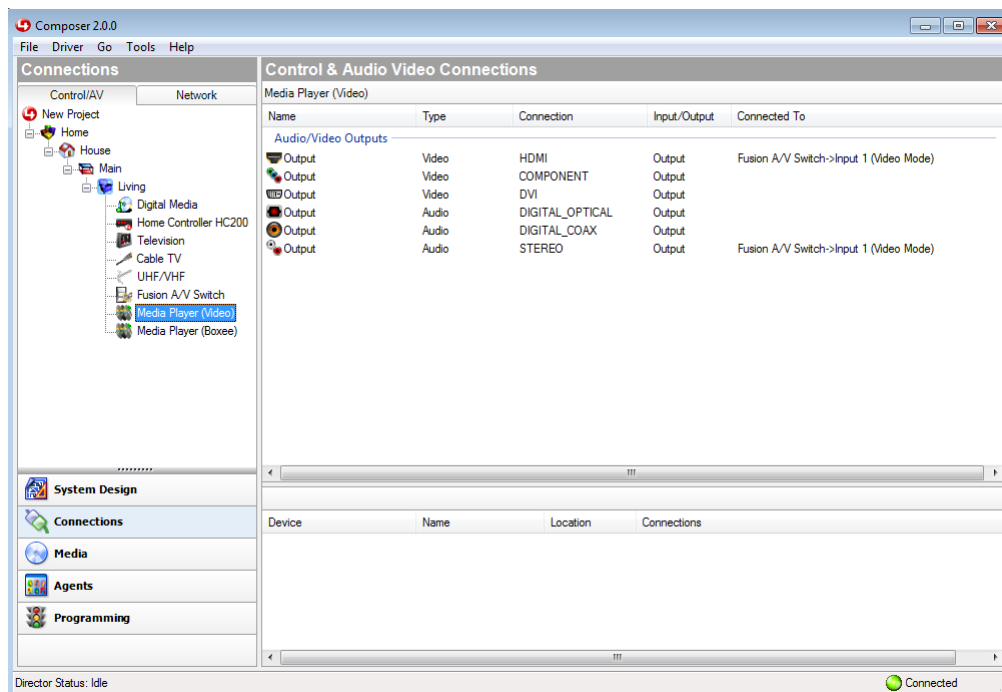 Composer 2.0.0
File Driver Go Tools Help
Connections
Control/AV Network
New Project
Home
House
Main
Living
Digital Media
Home Controller HC200
Television
Cable TV
UHF/VHF
Fusion A/V Switch
Media Player (Video)
Media Player (Boxee)
System Design
Connections
Media
Agents
Programming
Control & Audio Video Connections
Media Player (Video)
Name Type Connection Input/Output Connected To
Audio/Video Outputs
Output Video HDMI Output Fusion A/V Switch->Input 1 (Video Mode)
Output Video COMPONENT Output
Output Video DVI Output
Output Audio DIGITAL_OPTICAL Output
Output Audio DIGITAL_COAX Output
Output Audio STEREO Output Fusion A/V Switch->Input 1 (Video Mode)
Device Name Location Connections
Director Status: Idle Connected